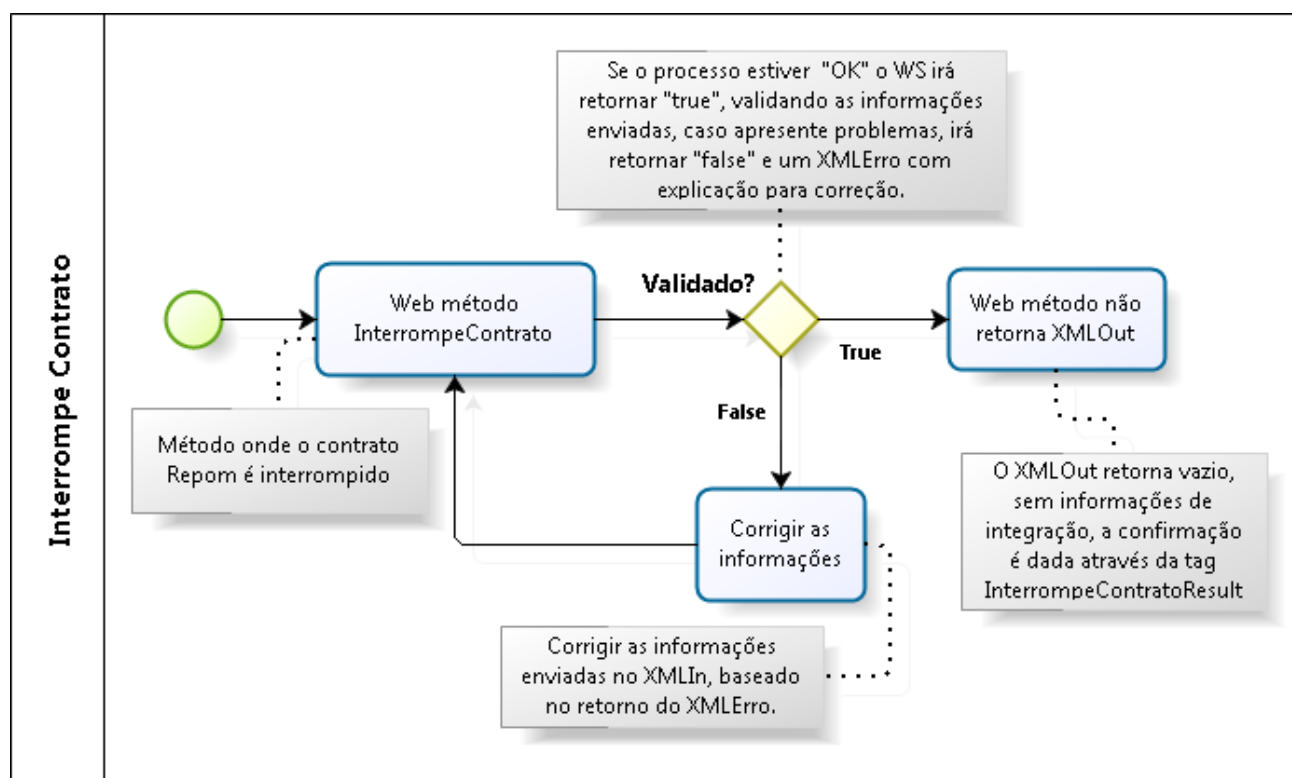 Interrompe Contrato
Se o processo estiver "OK" o WS irá
retornar "true", validando as informações
enviadas, caso apresente problemas, irá
retornar "false" e um XMLErro com
explicação para correção.
Web método
InterrompeContrato
Validado?
True
Web método não
retorna XMLOut
False
Método onde o contrato
Repom é interrompido
Corrigir as
informações
O XMLOut retorna vazio,
sem informações de
integração, a confirmação
é dada através da tag
InterrompeContratoResult
Corrigir as informações
enviadas no XMLIn, baseado
no retorno do XMLErro.